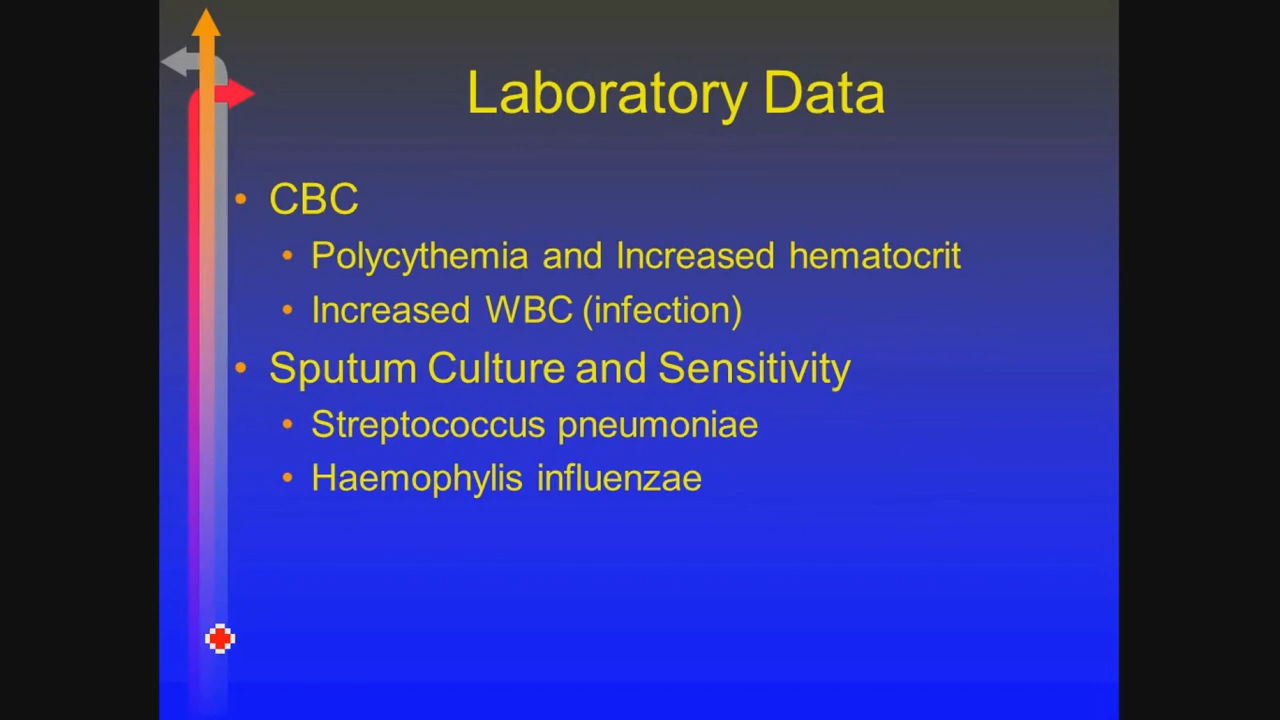 Laboratory Data
• CBC
• Polycythemia and Increased hematocrit
• Increased WBC (infection)
• Sputum Culture and Sensitivity
• Streptococcus pneumoniae
• Haemophylis influenzae